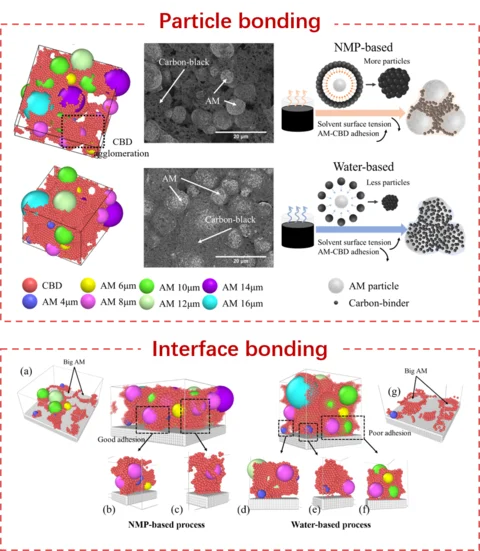 Particle bonding
Carbon-black
AM
20 μm
CBD
agglomeration
NMP-based
More particles
Solvent surface tension
AM-CBD adhesion
AM
Carbon-black
20 μm
Water-based
Less particles
Solvent surface tension
AM-CBD adhesion
CBD
AM 6μm
AM 10μm
AM 14μm
AM 4μm
AM 8μm
AM 12μm
AM 16μm
AM particle
Carbon-binder
Interface bonding
(a)
Big AM
Good adhesion
(b)
(c)
NMP-based process
(g)
Big AM
Poor adhesion
(d)
(e)
(f)
Water-based process